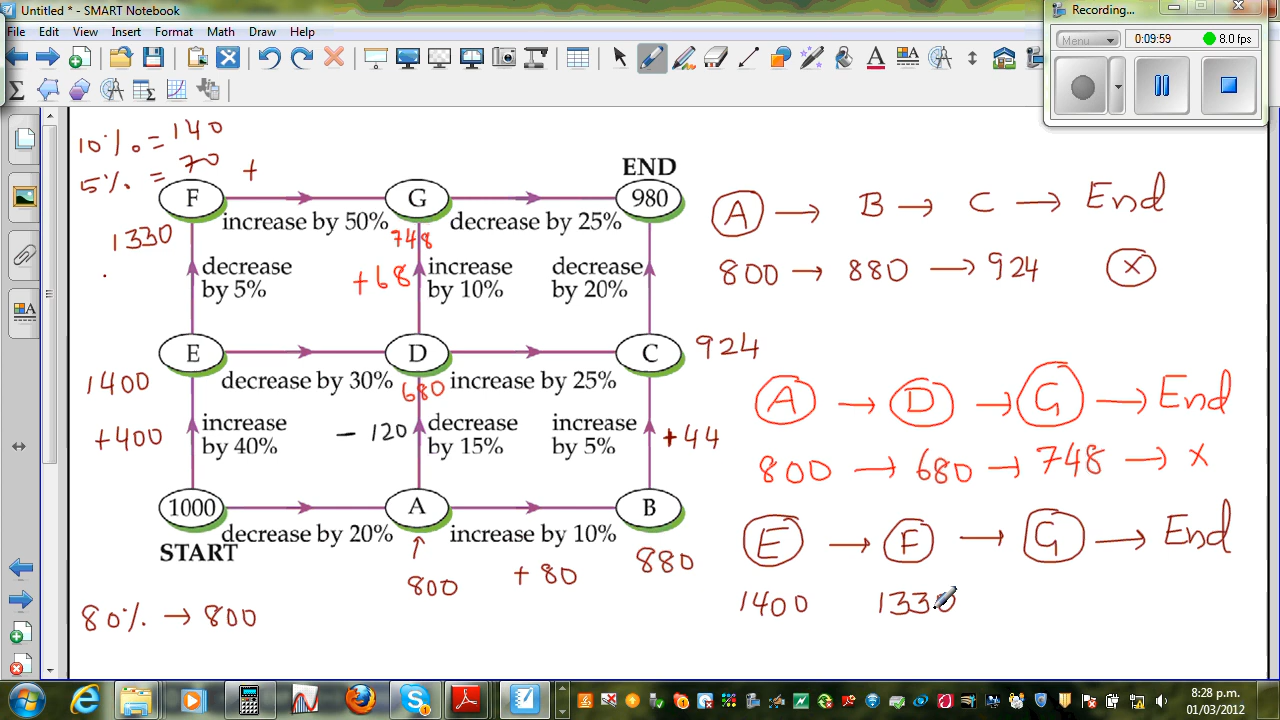 Untitled * - SMART Notebook
Recording...
File Edit View Insert Format Math Draw Help
Menu
0:09:59
8.0 fps
10% = 140
5% = 70
F
+
increase by 50%
G
decrease by 25%
END
980
1330
748
+68
decrease
by 5%
increase
by 10%
decrease
by 20%
E
decrease by 30%
D
increase by 25%
C
924
1400
680
+400
increase
by 40%
- 120
decrease
by 15%
increase
by 5%
+44
1000
START
decrease by 20%
A
increase by 10%
B
800
+ 80
880
80% → 800
A → B → C → End
800 → 880 → 924 x
A → D → G → End
800 → 680 → 748 → x
E → F → G → End
1400 1330
8:28 p.m.
01/03/2012